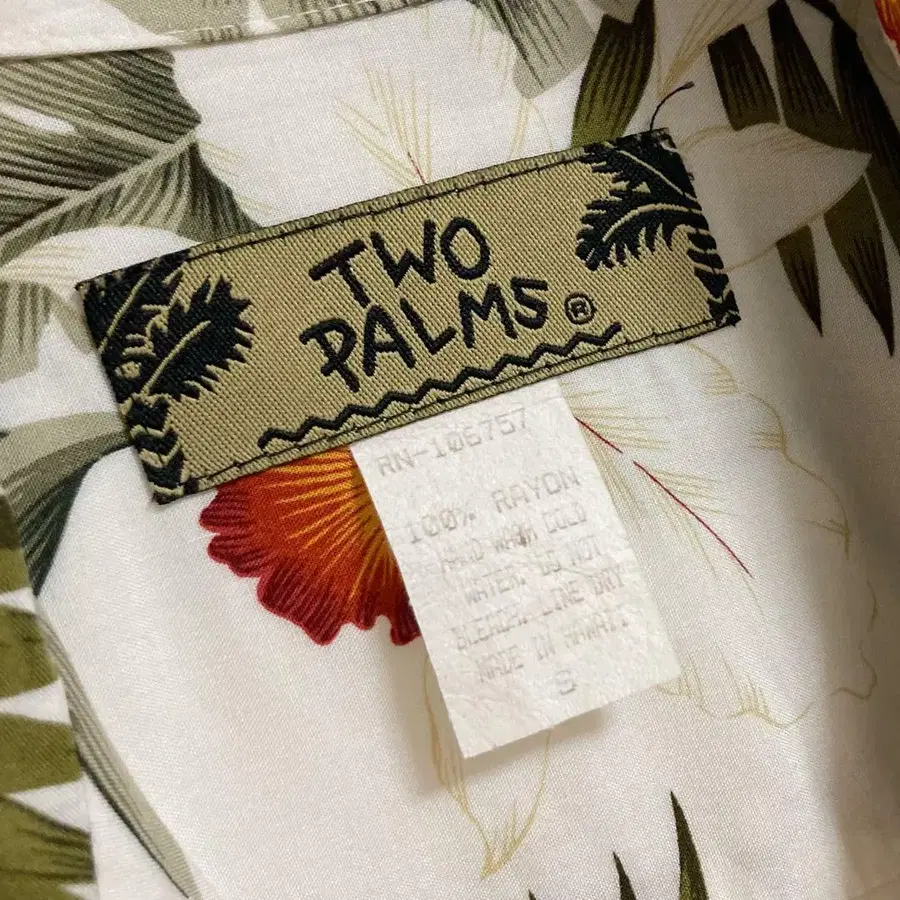 TWO
PALMS®
RN-106757
100% RAYON
HAND WASH COLD
WATER. DO NOT
BLEACH. LINE DRY
MADE IN HAWAII
S